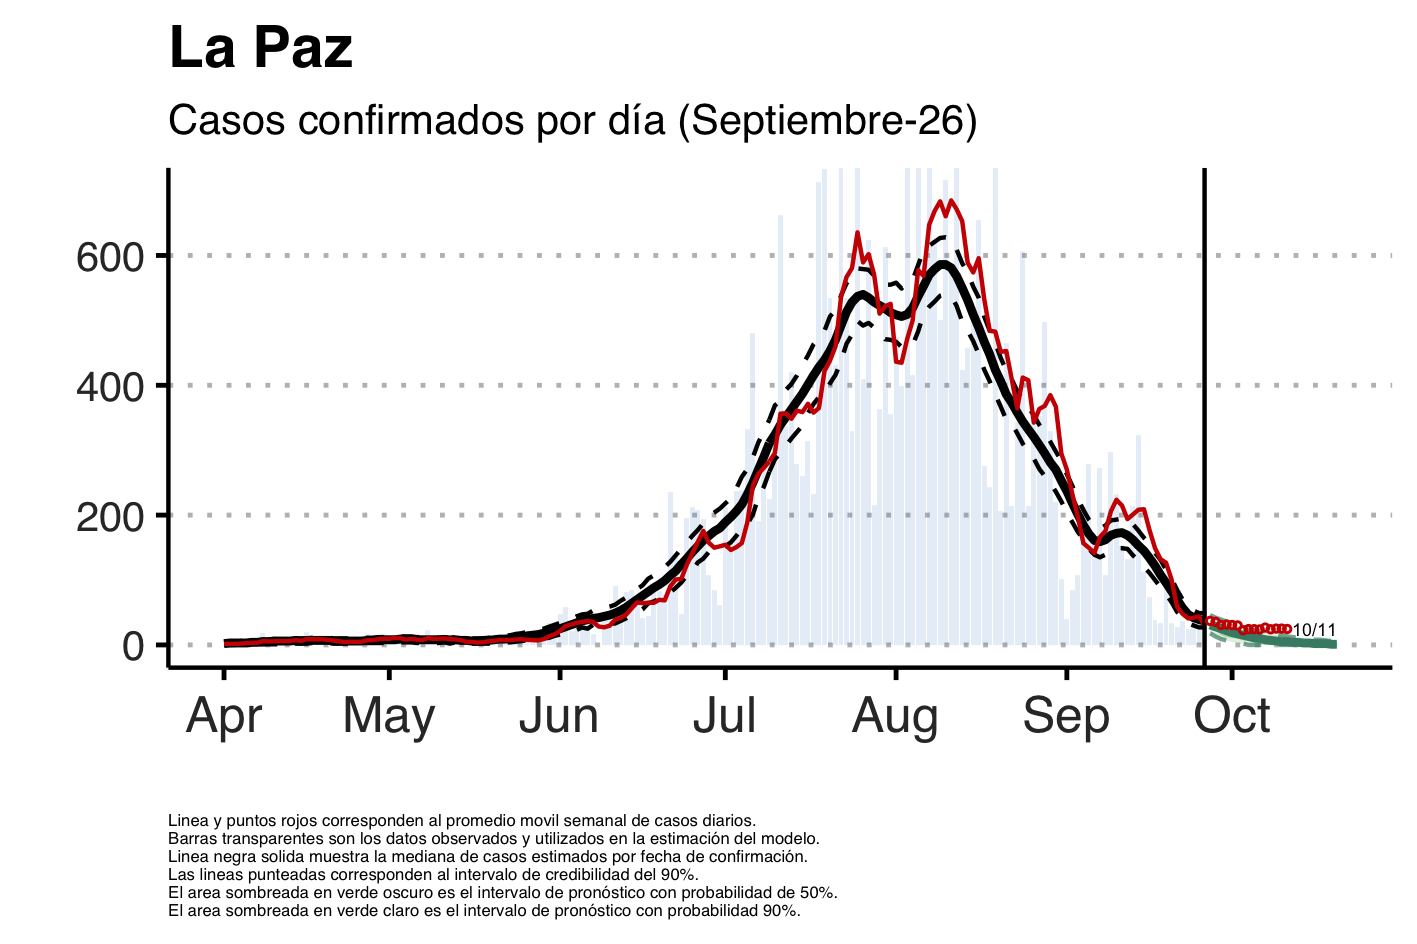 La Paz
Casos confirmados por día (Septiembre-26)
600
400
200
0
10/11
Apr May Jun Jul Aug Sep Oct
Linea y puntos rojos corresponden al promedio movil semanal de casos diarios.
Barras transparentes son los datos observados y utilizados en la estimación del modelo.
Linea negra solida muestra la mediana de casos estimados por fecha de confirmación.
Las lineas punteadas corresponden al intervalo de credibilidad del 90%.
El area sombreada en verde oscuro es el intervalo de pronóstico con probabilidad de 50%.
El area sombreada en verde claro es el intervalo de pronóstico con probabilidad 90%.